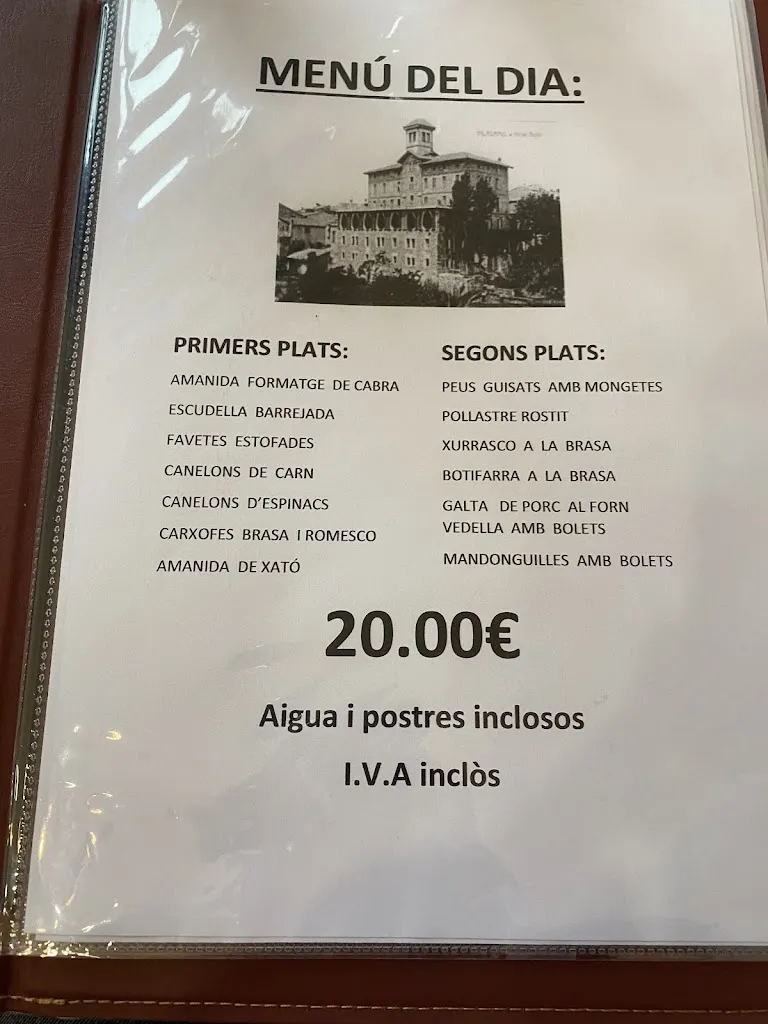 MENÚ DEL DIA:
PRIMERS PLATS:
AMANIDA FORMATGE DE CABRA
ESCUDELLA BARREJADA
FAVETES ESTOFADES
CANELONS DE CARN
CANELONS D'ESPINACS
CARXOFES BRASA I ROMESCO
AMANIDA DE XATÓ
SEGONS PLATS:
PEUS GUISATS AMB MONGETES
POLLASTRE ROSTIT
XURRASCO A LA BRASA
BOTIFARRA A LA BRASA
GALTA DE PORC AL FORN
VEDELLA AMB BOLETS
MANDONGUILLES AMB BOLETS
20.00€
Aigua i postres inclosos
I.V.A inclòs